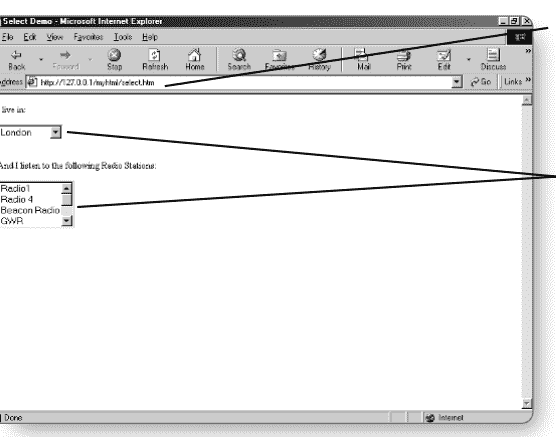 Select Demo - Microsoft Internet Explorer
File Edit View Favorites Tools Help
Back Forward Stop Refresh Home Search Favorites History Mail Print Edit Discuss
ddress http://127.0.0.1/myhtml/select.htm Go Links »
live in:
London
And I listen to the following Radio Stations:
Radio1
Radio 4
Beacon Radio
GWR
Done Internet